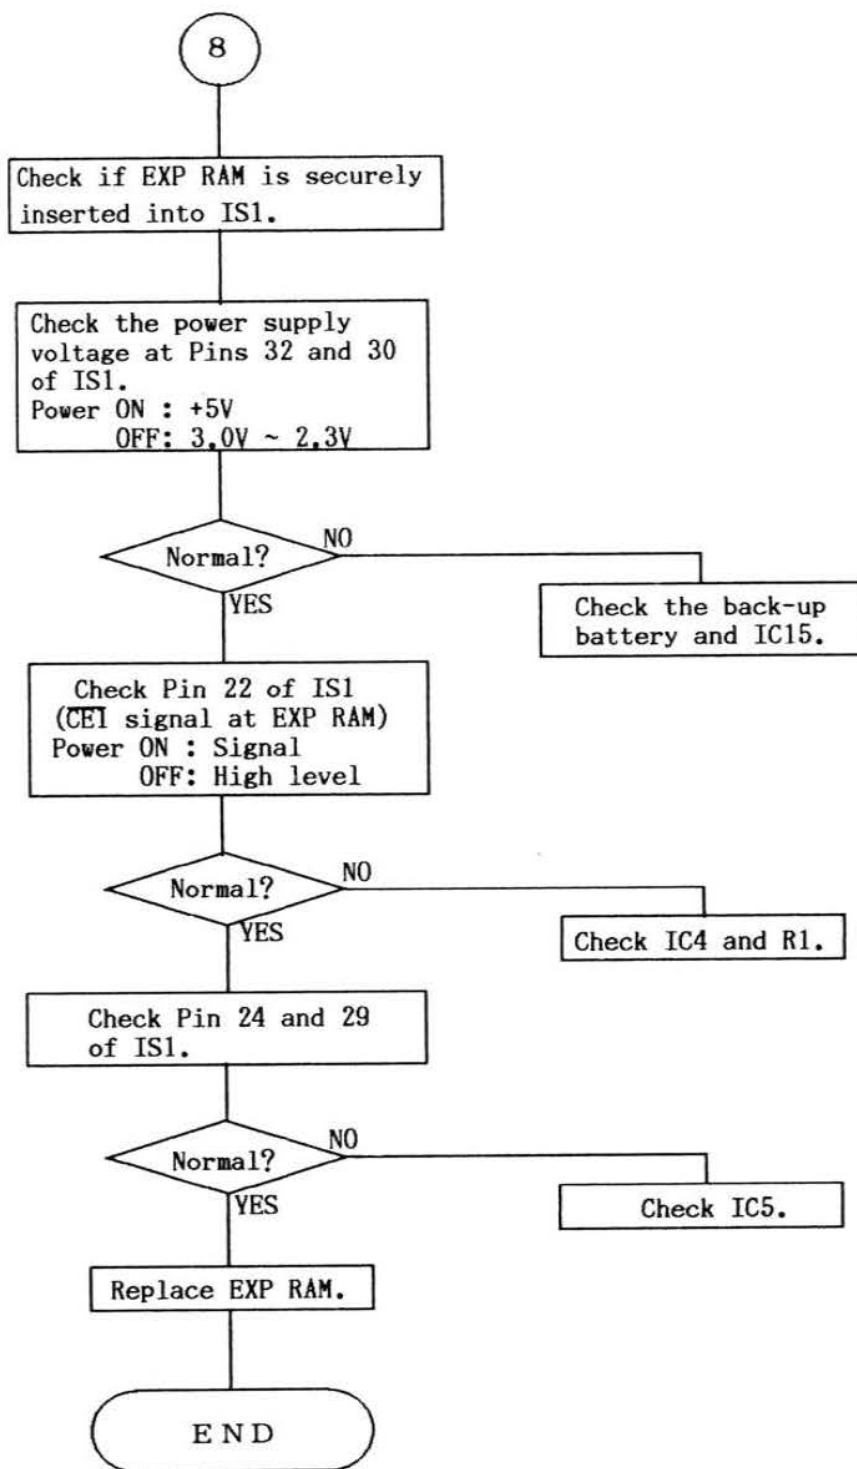 8
Check if EXP RAM is securely
inserted into IS1.
Check the power supply
voltage at Pins 32 and 30
of IS1.
Power ON : +5V
OFF: 3.0V ~ 2.3V
Normal?
NO
YES
Check the back-up
battery and IC15.
Check Pin 22 of IS1
(C̅E̅1̅ signal at EXP RAM)
Power ON : Signal
OFF: High level
Normal?
NO
YES
Check IC4 and R1.
Check Pin 24 and 29
of IS1.
Normal?
NO
YES
Check IC5.
Replace EXP RAM.
END